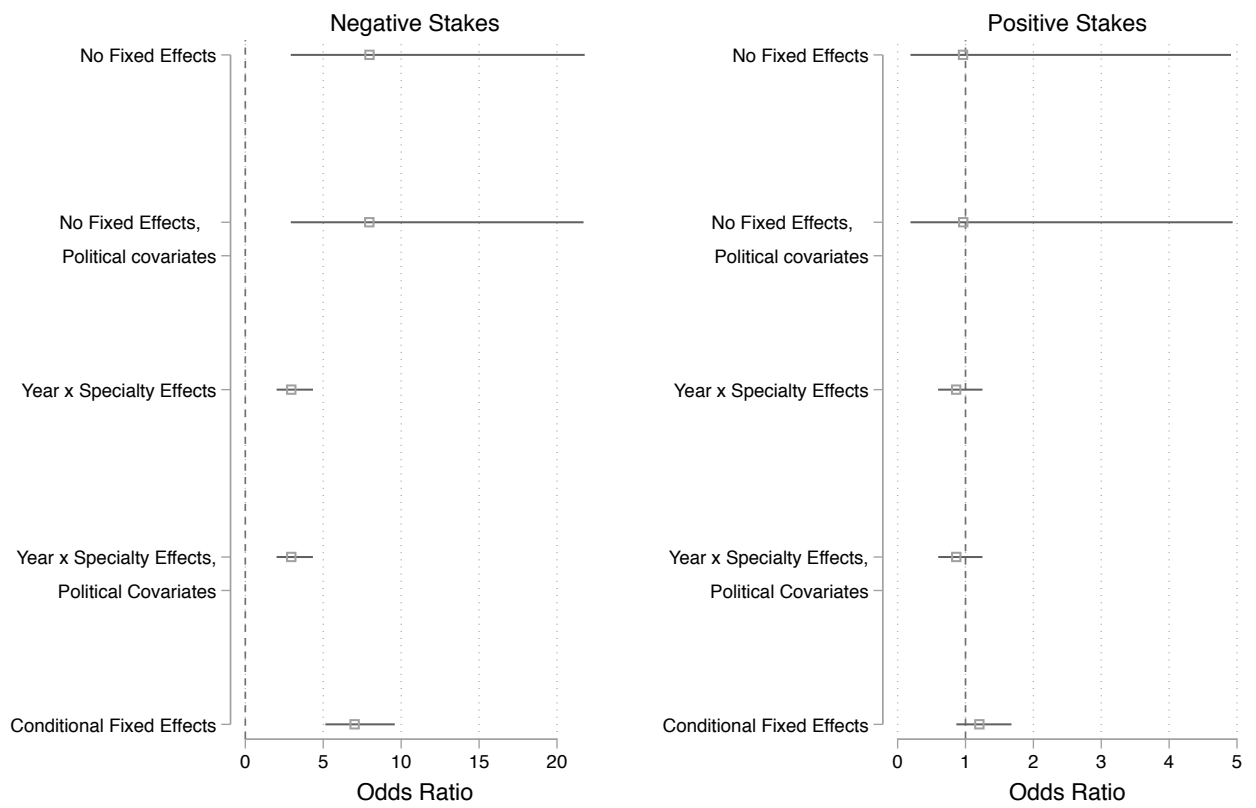 Negative Stakes
No Fixed Effects
No Fixed Effects,
Political covariates
Year x Specialty Effects
Year x Specialty Effects,
Political Covariates
Conditional Fixed Effects
0 5 10 15 20
Odds Ratio
Positive Stakes
No Fixed Effects
No Fixed Effects,
Political covariates
Year x Specialty Effects
Year x Specialty Effects,
Political Covariates
Conditional Fixed Effects
0 1 2 3 4 5
Odds Ratio